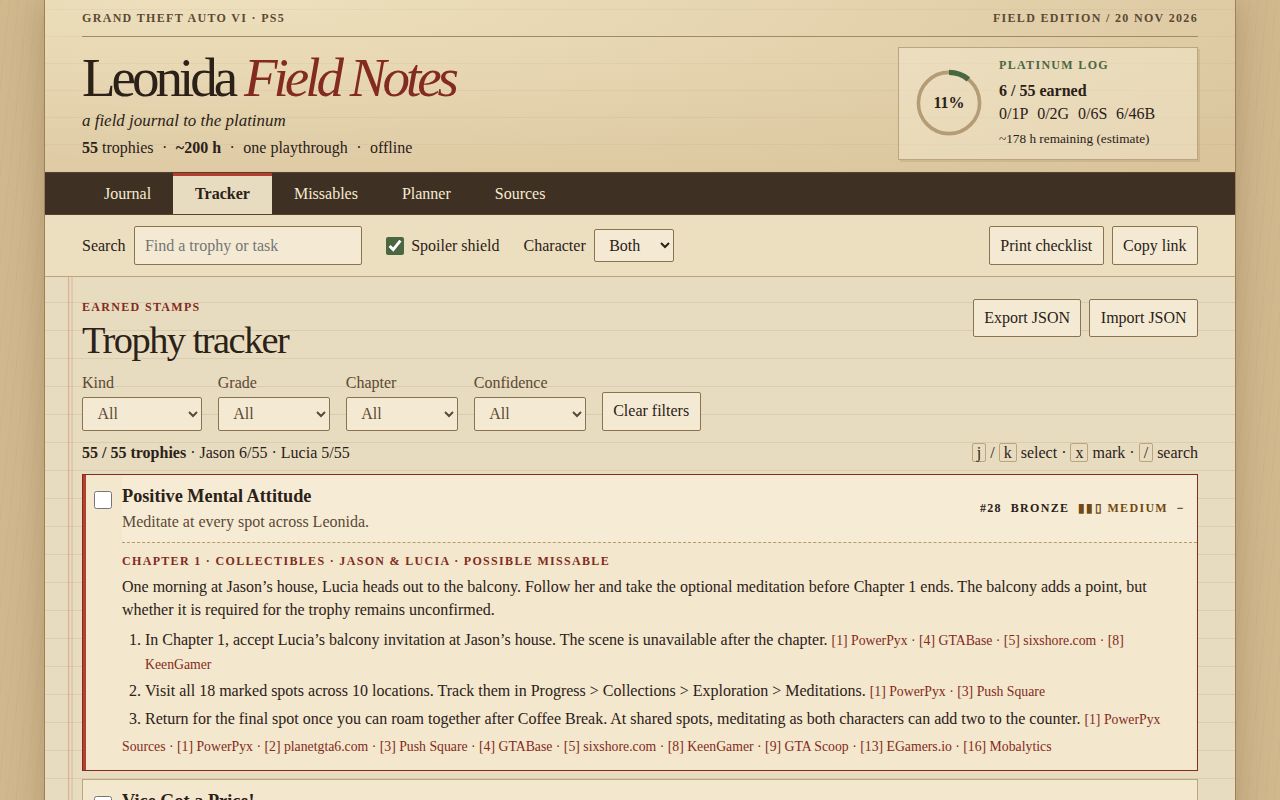 GRAND THEFT AUTO VI · PS5
FIELD EDITION / 20 NOV 2026
Leonida Field Notes
a field journal to the platinum
55 trophies · ~200 h · one playthrough · offline
11%
PLATINUM LOG
6 / 55 earned
0/1P 0/2G 0/6S 6/46B
~178 h remaining (estimate)
Journal
Tracker
Missables
Planner
Sources
Search
Find a trophy or task
Spoiler shield
Character
Both
Print checklist
Copy link
EARNED STAMPS
Trophy tracker
Export JSON
Import JSON
Kind
Grade
Chapter
Confidence
All
All
All
All
Clear filters
55 / 55 trophies · Jason 6/55 · Lucia 5/55
j / k select · x mark · / search
Positive Mental Attitude
Meditate at every spot across Leonida.
#28 BRONZE ▮▮▯ MEDIUM −
CHAPTER 1 · COLLECTIBLES · JASON & LUCIA · POSSIBLE MISSABLE
One morning at Jason’s house, Lucia heads out to the balcony. Follow her and take the optional meditation before Chapter 1 ends. The balcony adds a point, but
whether it is required for the trophy remains unconfirmed.
1. In Chapter 1, accept Lucia’s balcony invitation at Jason’s house. The scene is unavailable after the chapter. [1] PowerPyx · [4] GTABase · [5] sixshore.com · [8]
KeenGamer
2. Visit all 18 marked spots across 10 locations. Track them in Progress > Collections > Exploration > Meditations. [1] PowerPyx · [3] Push Square
3. Return for the final spot once you can roam together after Coffee Break. At shared spots, meditating as both characters can add two to the counter. [1] PowerPyx
Sources · [1] PowerPyx · [2] planetgta6.com · [3] Push Square · [4] GTABase · [5] sixshore.com · [8] KeenGamer · [9] GTA Scoop · [13] EGamers.io · [16] Mobalytics
Vice Got a Price!